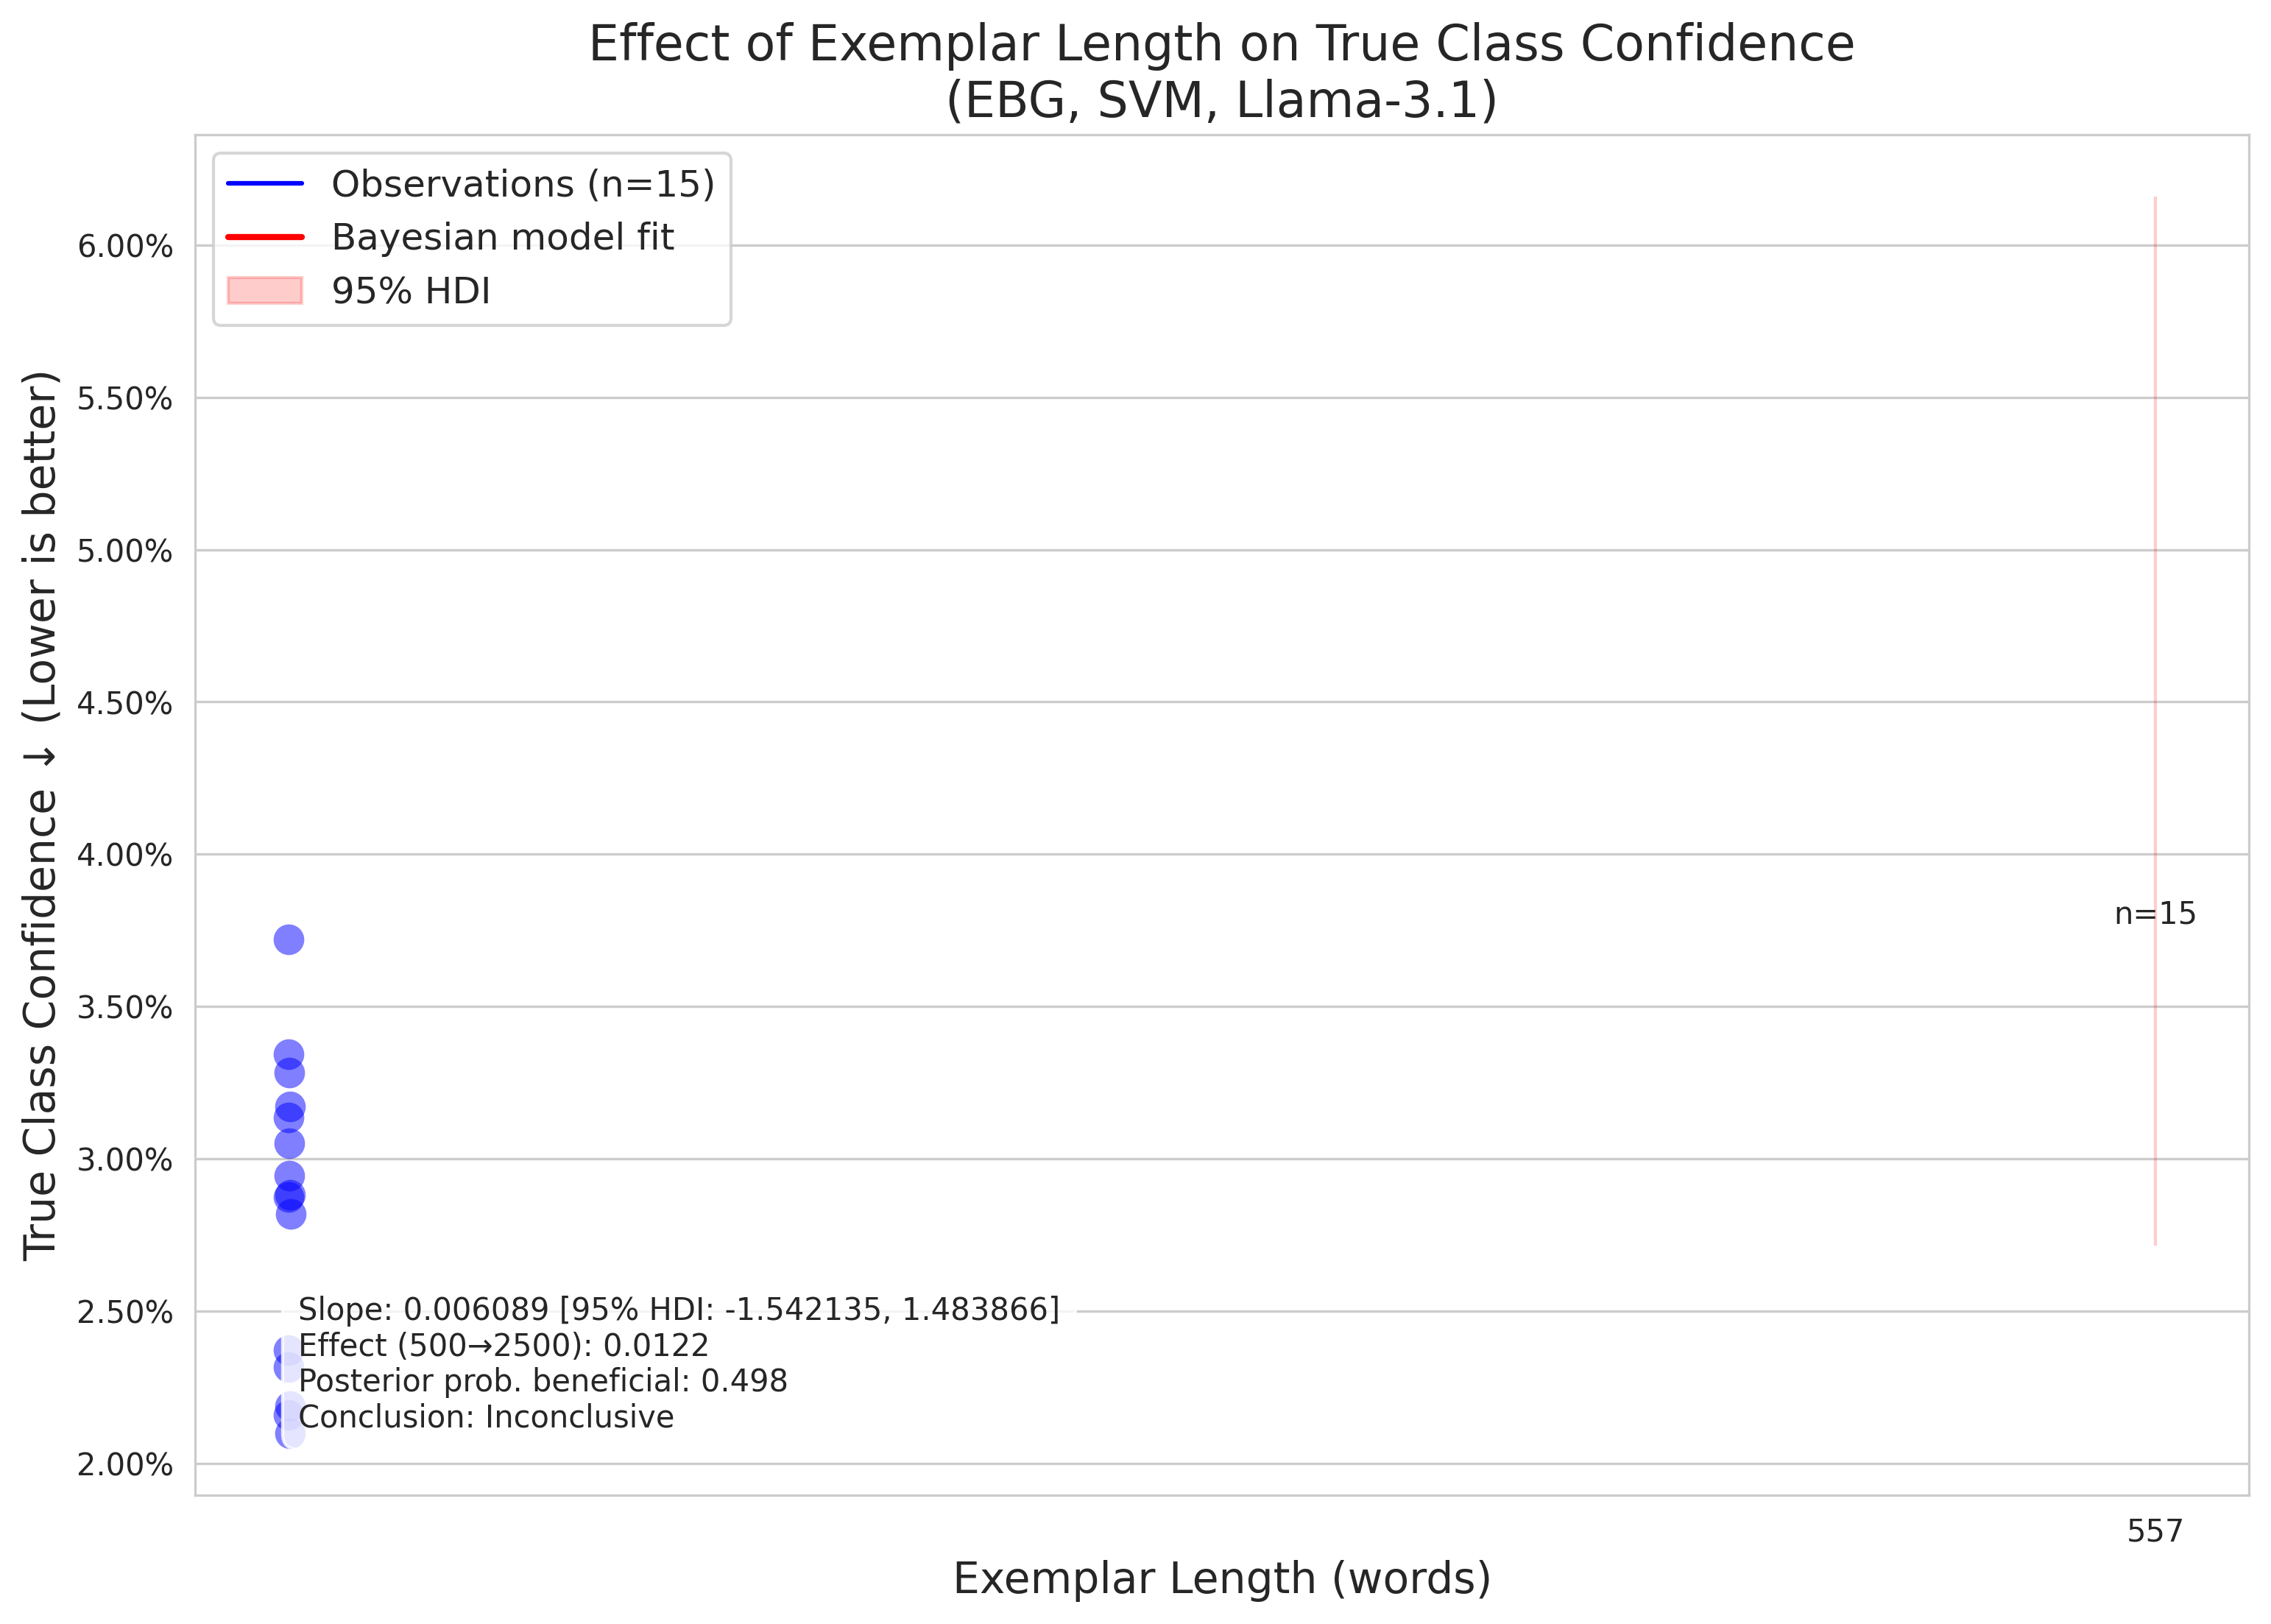 Effect of Exemplar Length on True Class Confidence
(EBG, SVM, Llama-3.1)
Observations (n=15)
Bayesian model fit
95% HDI
True Class Confidence ↓ (Lower is better)
6.00%
5.50%
5.00%
4.50%
4.00%
3.50%
3.00%
2.50%
2.00%
n=15
Slope: 0.006089 [95% HDI: -1.542135, 1.483866]
Effect (500→2500): 0.0122
Posterior prob. beneficial: 0.498
Conclusion: Inconclusive
557
Exemplar Length (words)